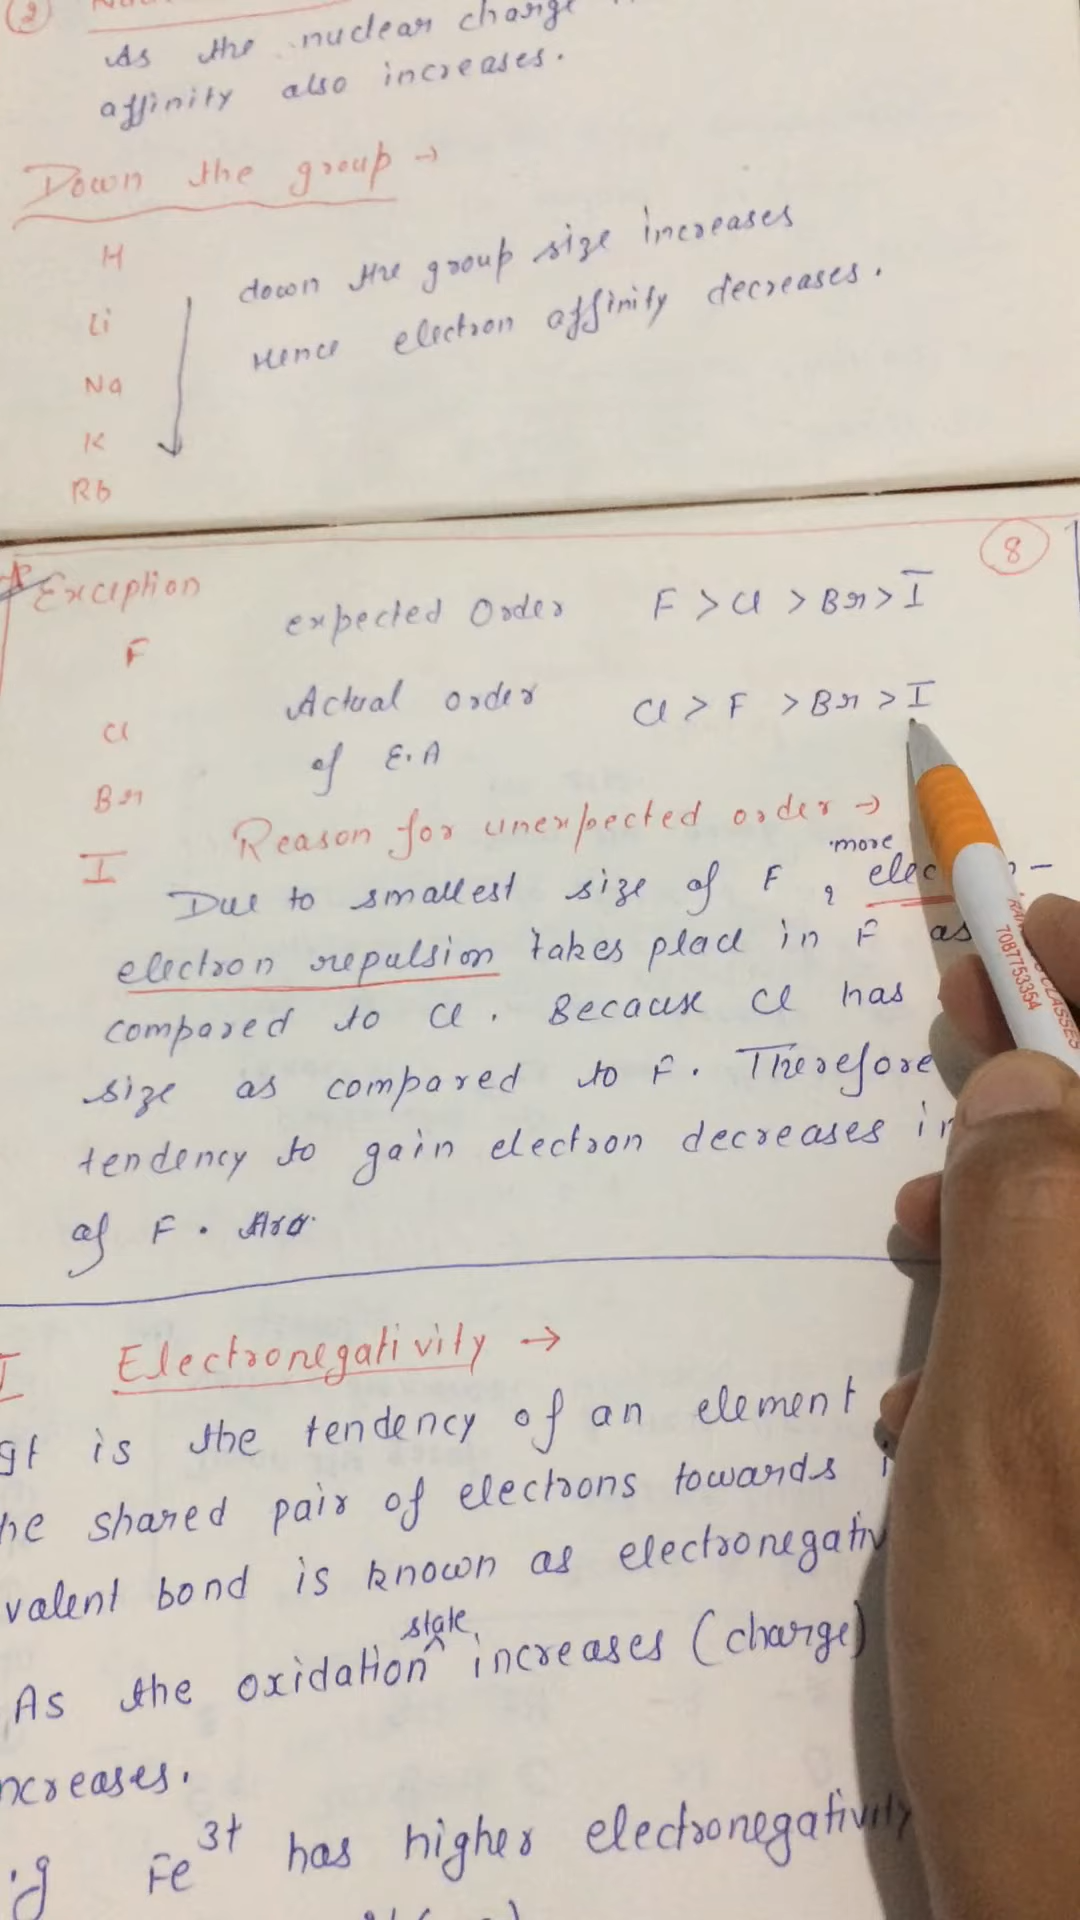 2
As the nuclear charge
affinity also increases.
Down the group →
H
Li
Na
K
Rb
down the group size increases
Hence electron affinity decreases.
8
Exception
F
Cl
Br
I
expected Order F > Cl > Br > I
Actual order Cl > F > Br > I
of E.A
Reason for unexpected order →
more
Due to smallest size of F,
electron repulsion takes place in F as
compared to Cl. Because Cl has
size as compared to F. Therefore
tendency to gain electron decreases in
of F.
7087753354
I Electronegativity →
It is the tendency of an element
shared pair of electrons towards
valent bond is known as
state
As the oxidation ^ increases (charge)
ncreases.
.g Fe3+ has higher electronegativity